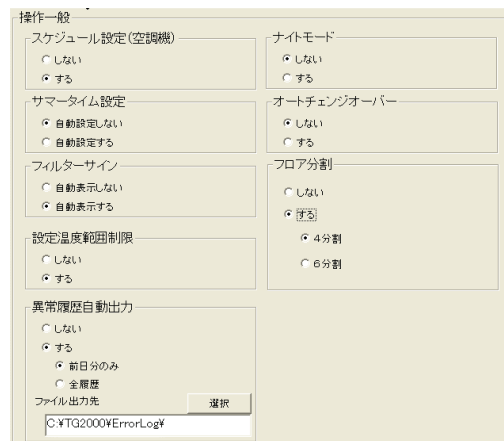 操作一般
スケジュール設定(空調機)
しない
する
サマータイム設定
自動設定しない
自動設定する
フィルターサイン
自動表示しない
自動表示する
設定温度範囲制限
しない
する
異常履歴自動出力
しない
する
前日分のみ
全履歴
ファイル出力先
選択
C:¥TG2000¥ErrorLog¥
ナイトモード
しない
する
オートチェンジオーバー
しない
する
フロア分割
しない
する
4分割
6分割